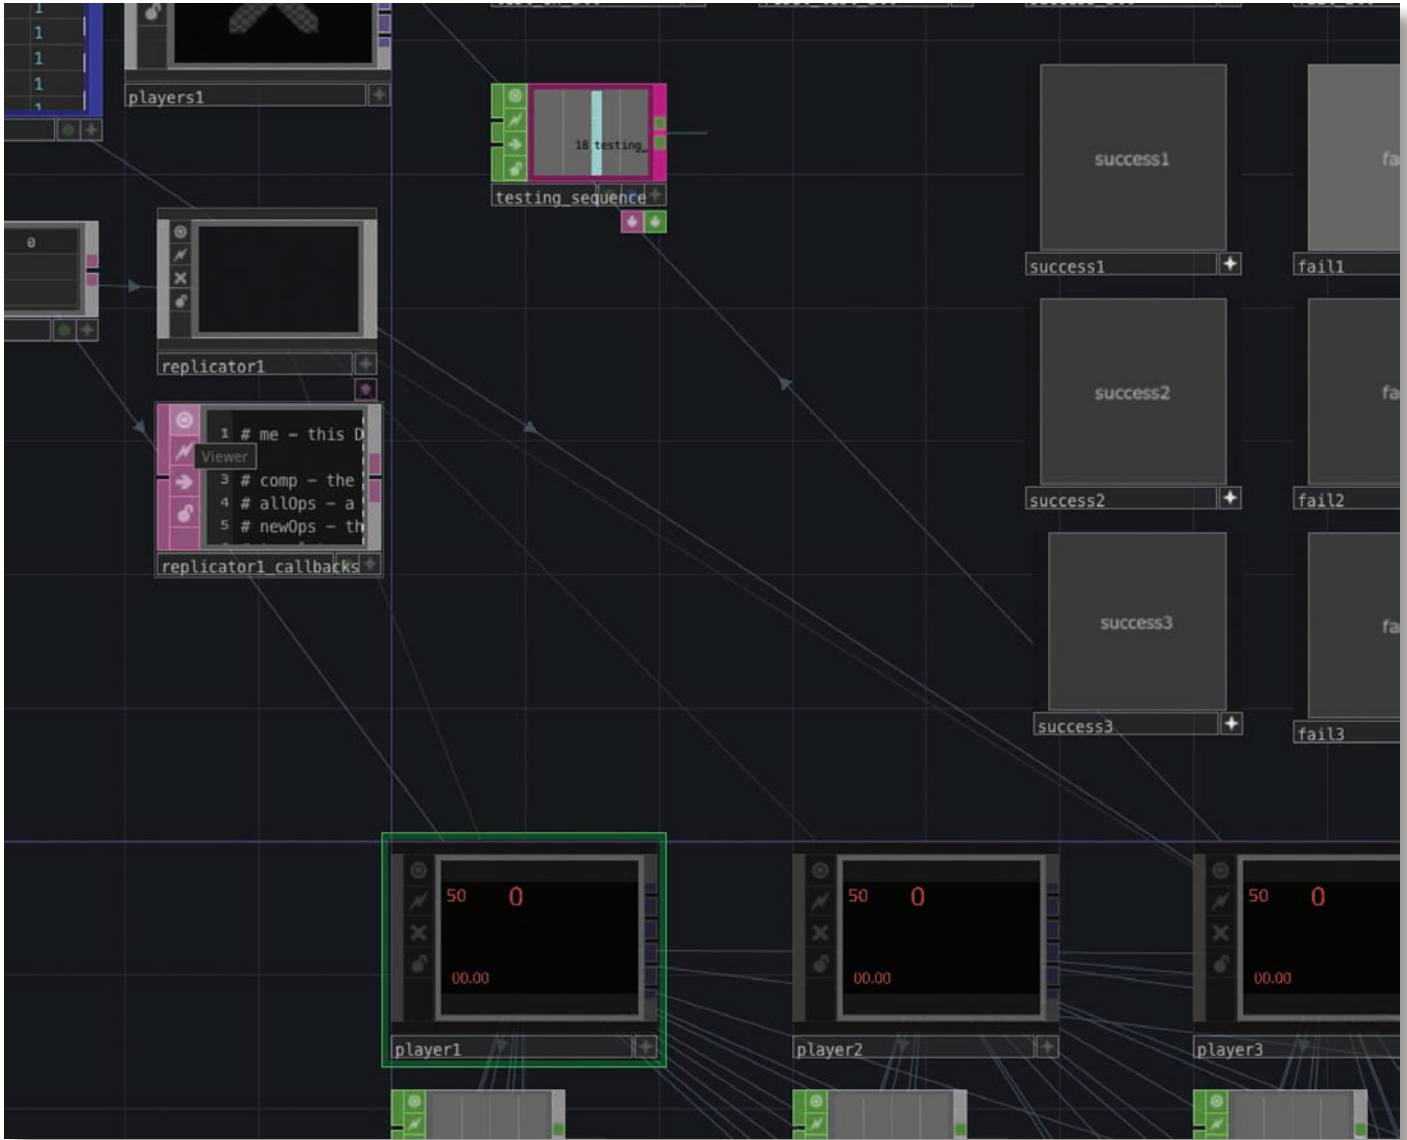 1
1
1
1
players1
18 testing_
testing_sequence
success1
success1
fail1
0
replicator1
1 # me – this D
Viewer
3 # comp – the
4 # allOps – a
5 # newOps – th
replicator1_callbacks
success2
success2
fail2
success3
success3
fail3
50 0
00.00
player1
50 0
00.00
player2
50 0
00.00
player3